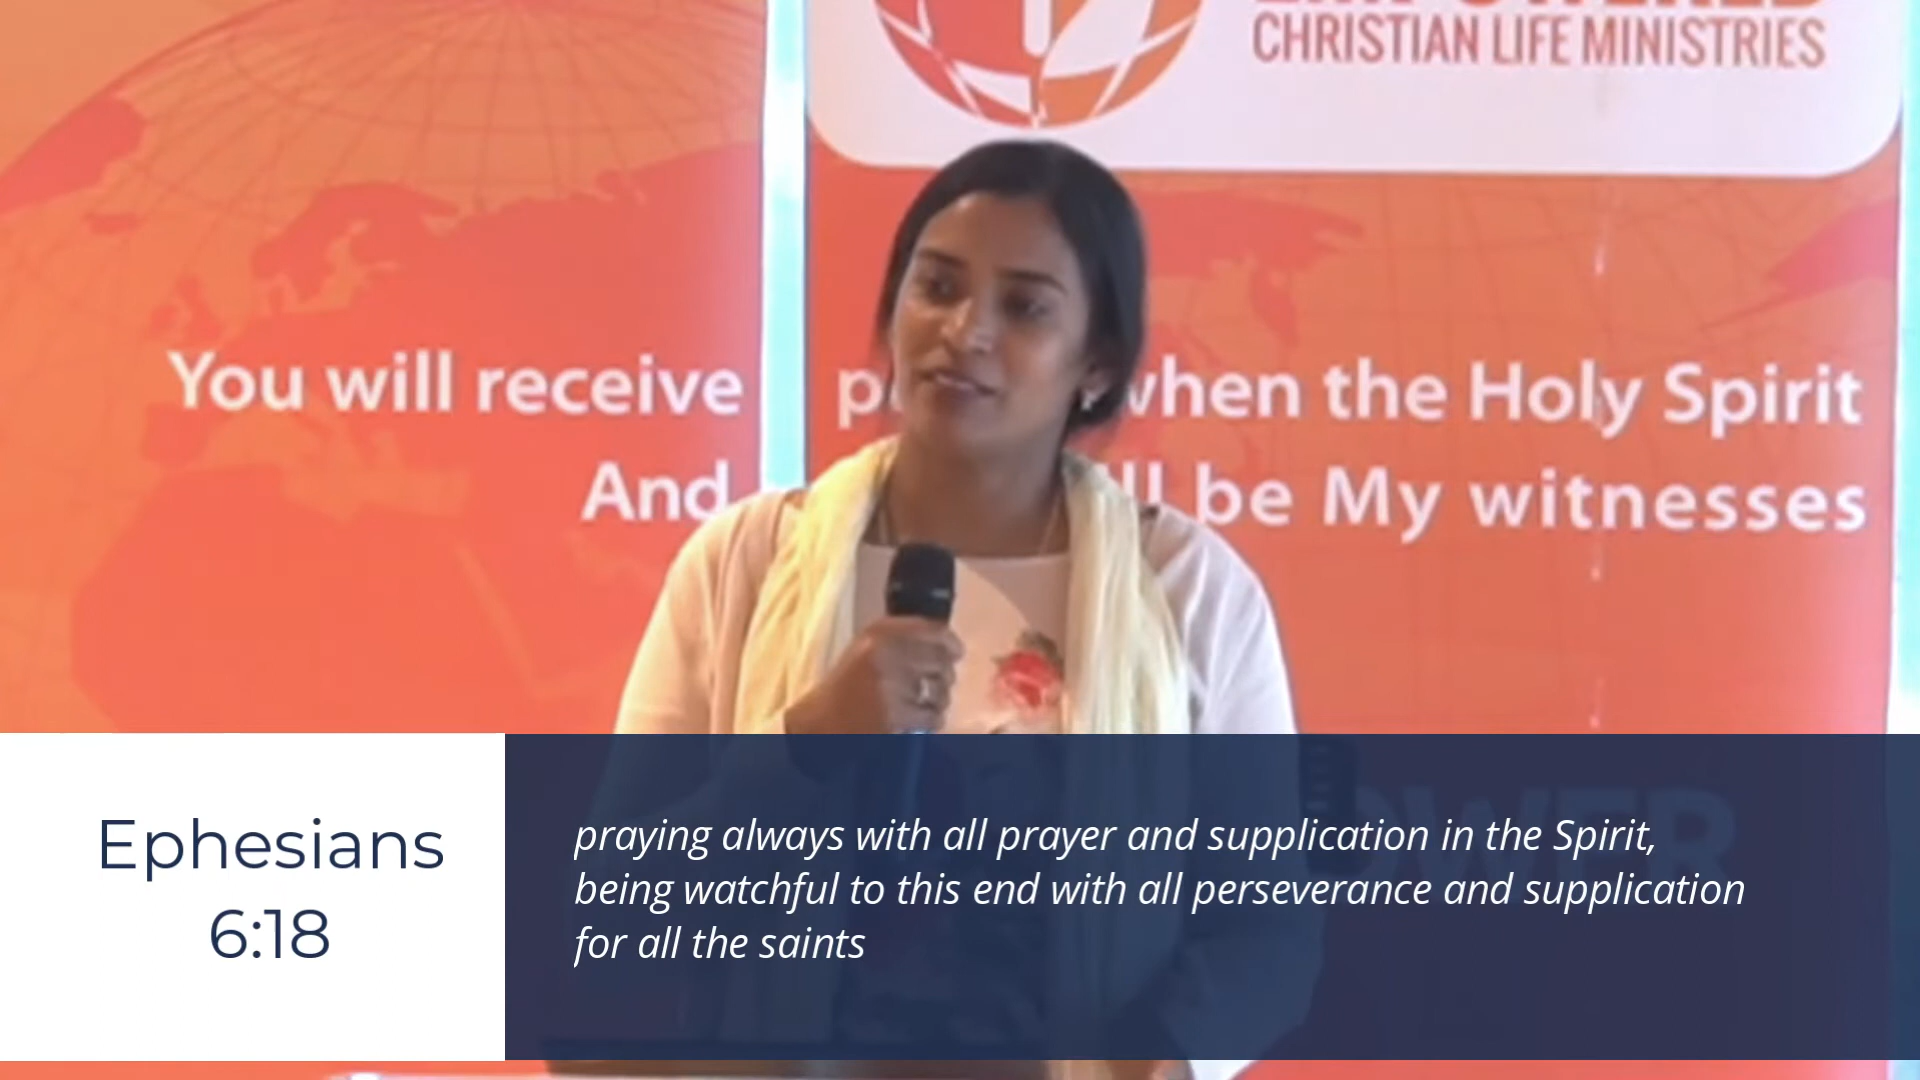 CHRISTIAN LIFE MINISTRIES
You will receive when the Holy Spirit
And be My witnesses
Ephesians
6:18
praying always with all prayer and supplication in the Spirit,
being watchful to this end with all perseverance and supplication
for all the saints